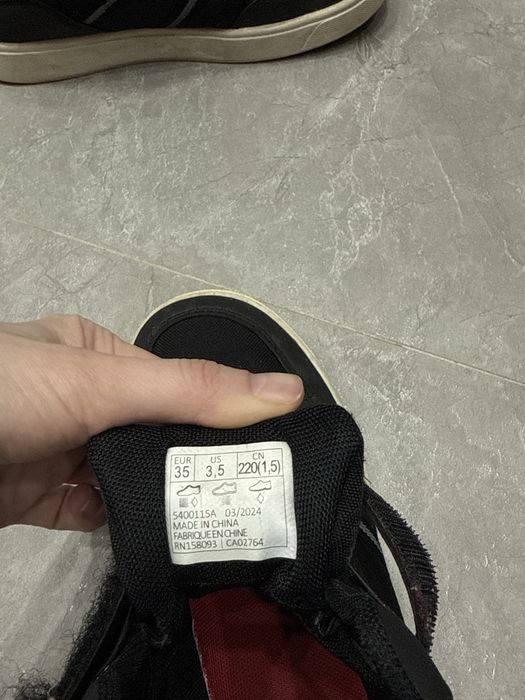 EUR US CN
35 3,5 220(1,5)
5400115A 03/2024
MADE IN CHINA
FABRIQUE EN CHINE
RN158093 | CA02764